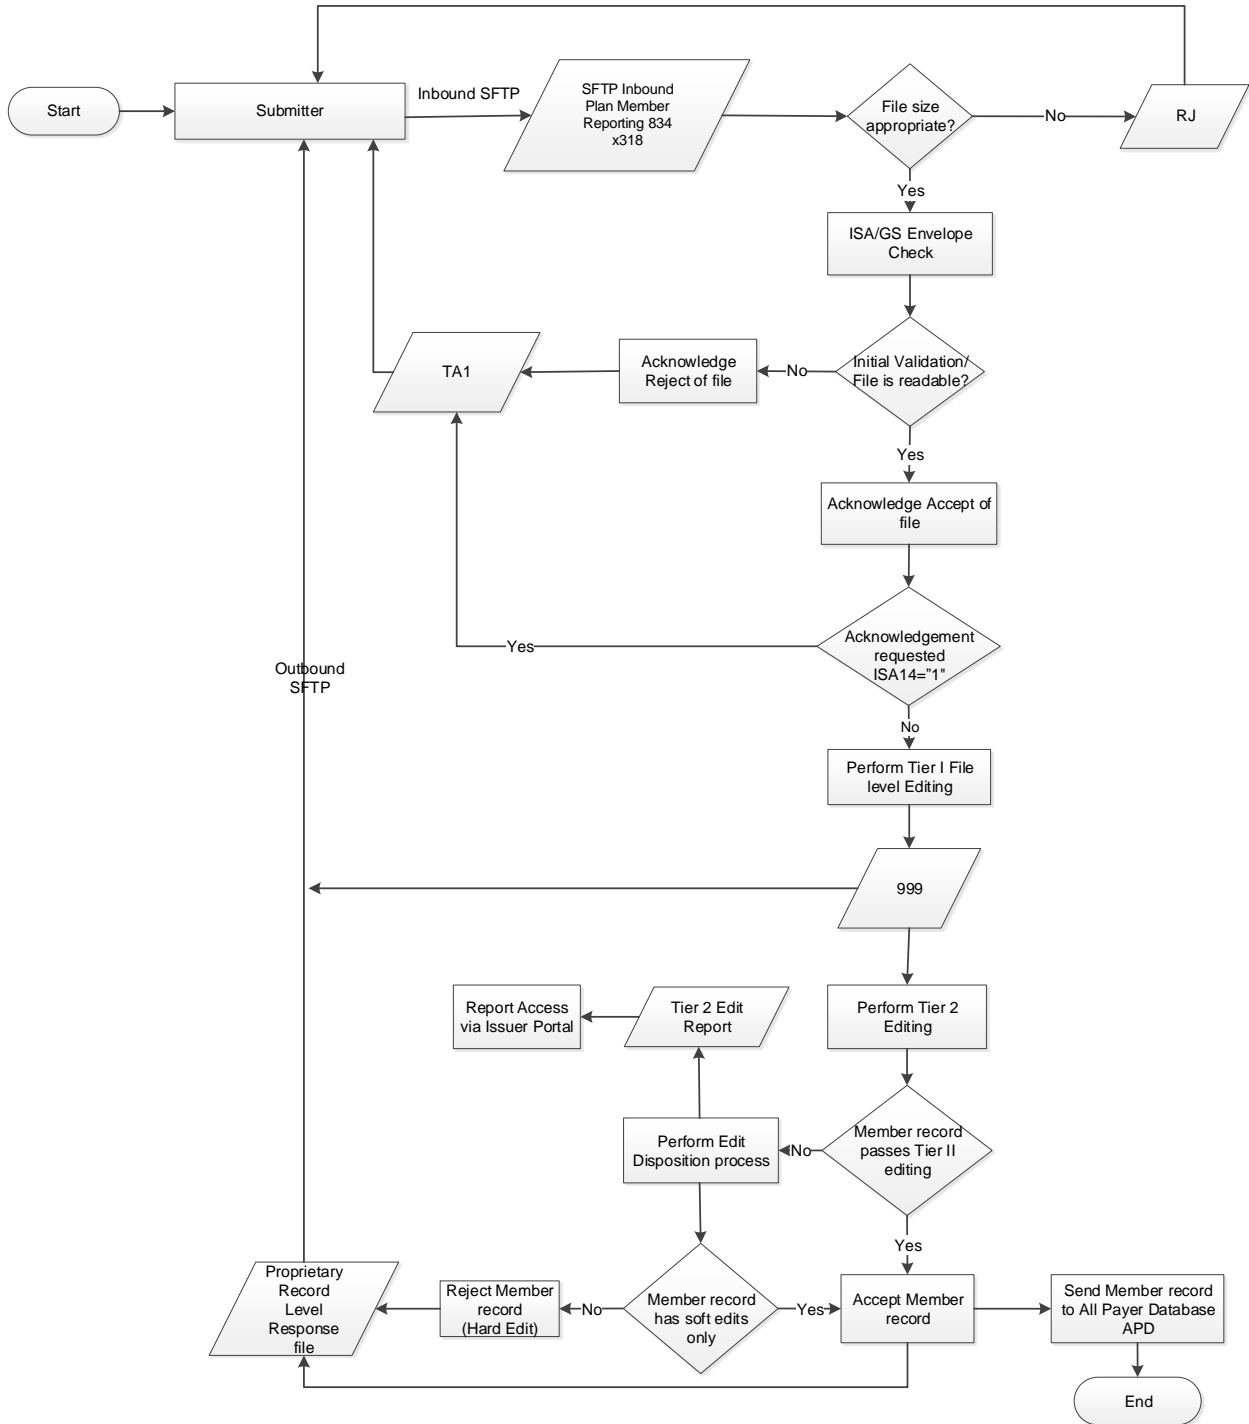 Start
Submitter
Inbound SFTP
SFTP Inbound
Plan Member
Reporting 834
x318
File size
appropriate?
No
RJ
Yes
ISA/GS Envelope
Check
Initial Validation/
File is readable?
No
Acknowledge
Reject of file
TA1
Yes
Acknowledge Accept of
file
Acknowledgement
requested
ISA14=”1"
Yes
Outbound
SFTP
No
Perform Tier I File
level Editing
999
Perform Tier 2
Editing
Tier 2 Edit
Report
Report Access
via Issuer Portal
Member record
passes Tier II
editing
No
Perform Edit
Disposition process
Yes
Member record
has soft edits
only
No
Yes
Reject Member
record
(Hard Edit)
Proprietary
Record
Level
Response
file
Accept Member
record
Send Member record
to All Payer Database
APD
End